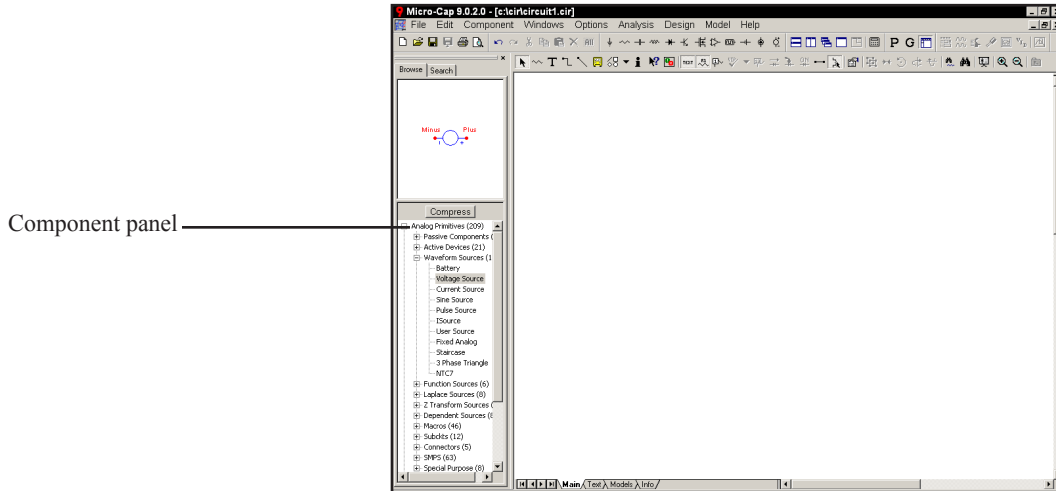 Micro-Cap 9.0.2.0 - [c:\cir\circuit1.cir]
File Edit Component Windows Options Analysis Design Model Help
All P G
Browse Search
T i TEXT
Minus Plus
+
Compress
Component panel
Analog Primitives (209)
Passive Components (
Active Devices (21)
Waveform Sources (1
Battery
Voltage Source
Current Source
Sine Source
Pulse Source
ISource
User Source
Fixed Analog
Staircase
3 Phase Triangle
NTC7
Function Sources (6)
Laplace Sources (8)
Z Transform Sources (
Dependent Sources (8
Macros (46)
Subckts (12)
Connectors (5)
SMPS (63)
Special Purpose (8)
Main Text Models Info